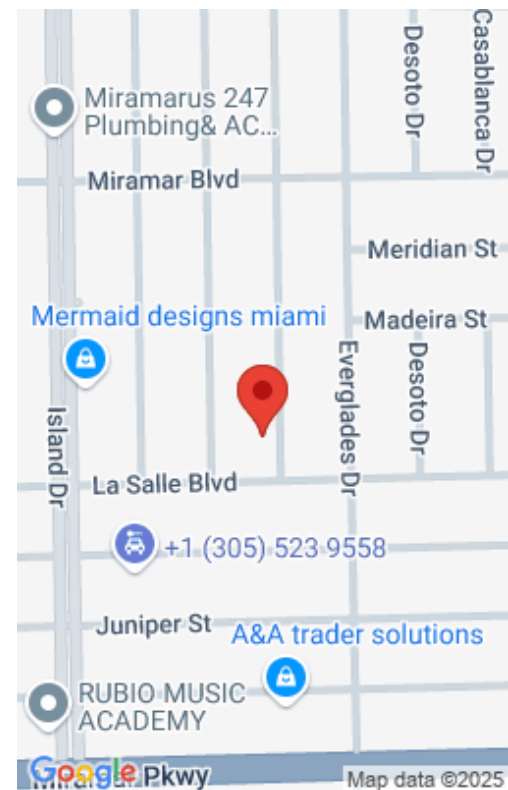 Casablanca Dr
Desoto Dr
Miramarus 247
Plumbing& AC...
Miramar Blvd
Meridian St
Mermaid designs miami
Madeira St
Everglades Dr
Desoto Dr
Island Dr
La Salle Blvd
+1 (305) 523 9558
Juniper St
A&A trader solutions
RUBIO MUSIC
ACADEMY
Google
Miramar Pkwy
Map data ©2025